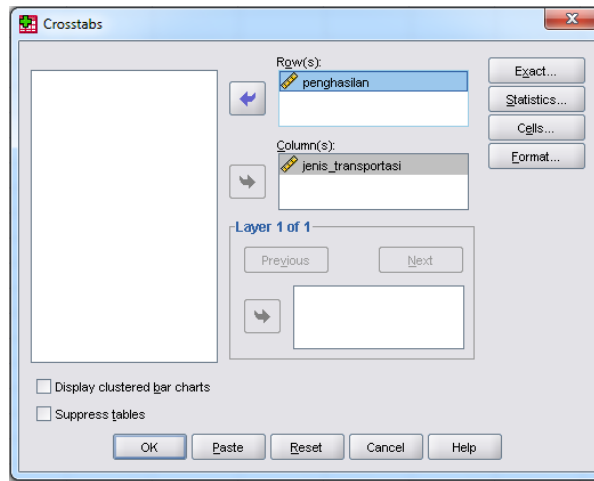 Crosstabs
Row(s):
penghasilan
Column(s):
jenis_transportasi
Layer 1 of 1
Previous
Next
Exact...
Statistics...
Cells...
Format...
Display clustered bar charts
Suppress tables
OK
Paste
Reset
Cancel
Help